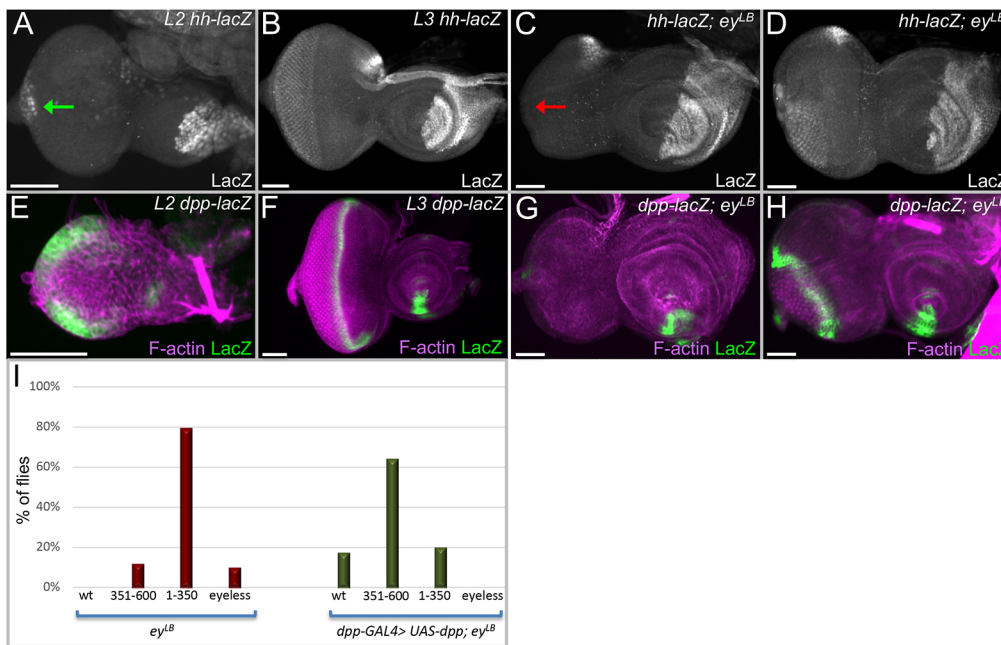 A L2 hh-lacZ
LacZ
B L3 hh-lacZ
LacZ
C hh-lacZ; ey^LB
LacZ
D hh-lacZ; ey^LB
LacZ
E L2 dpp-lacZ
F-actin LacZ
F L3 dpp-lacZ
F-actin LacZ
G dpp-lacZ; ey^LB
F-actin LacZ
H dpp-lacZ; ey^LB
F-actin LacZ
I
% of flies
100%
80%
60%
40%
20%
0%
wt 351-600 1-350 eyeless wt 351-600 1-350 eyeless
ey^LB dpp-GAL4> UAS-dpp; ey^LB